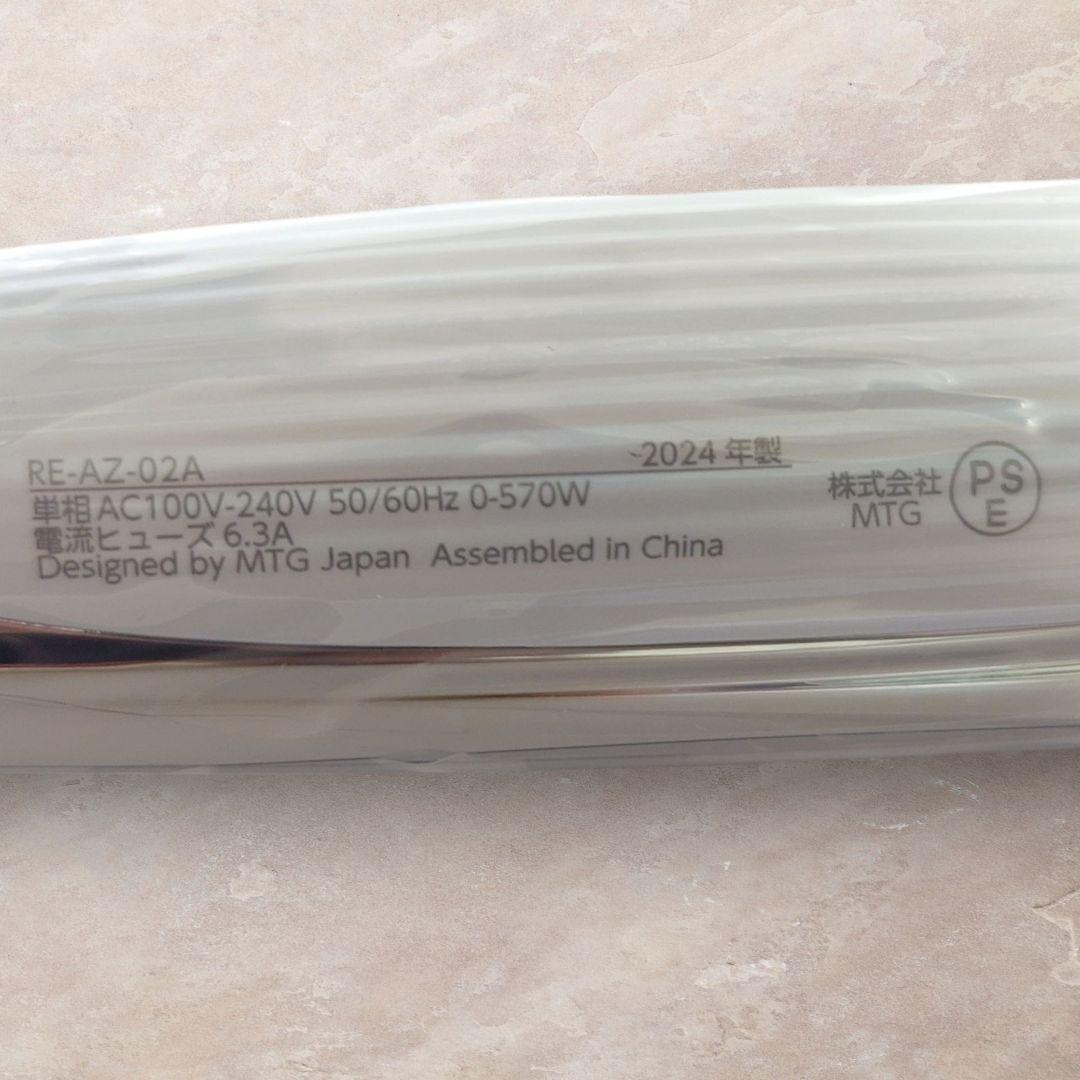 RE-AZ-02A 2024 年製
単相 AC100V-240V 50/60Hz 0-570W
電流ヒューズ 6.3A
Designed by MTG Japan Assembled in China
株式会社
MTG
PS
E